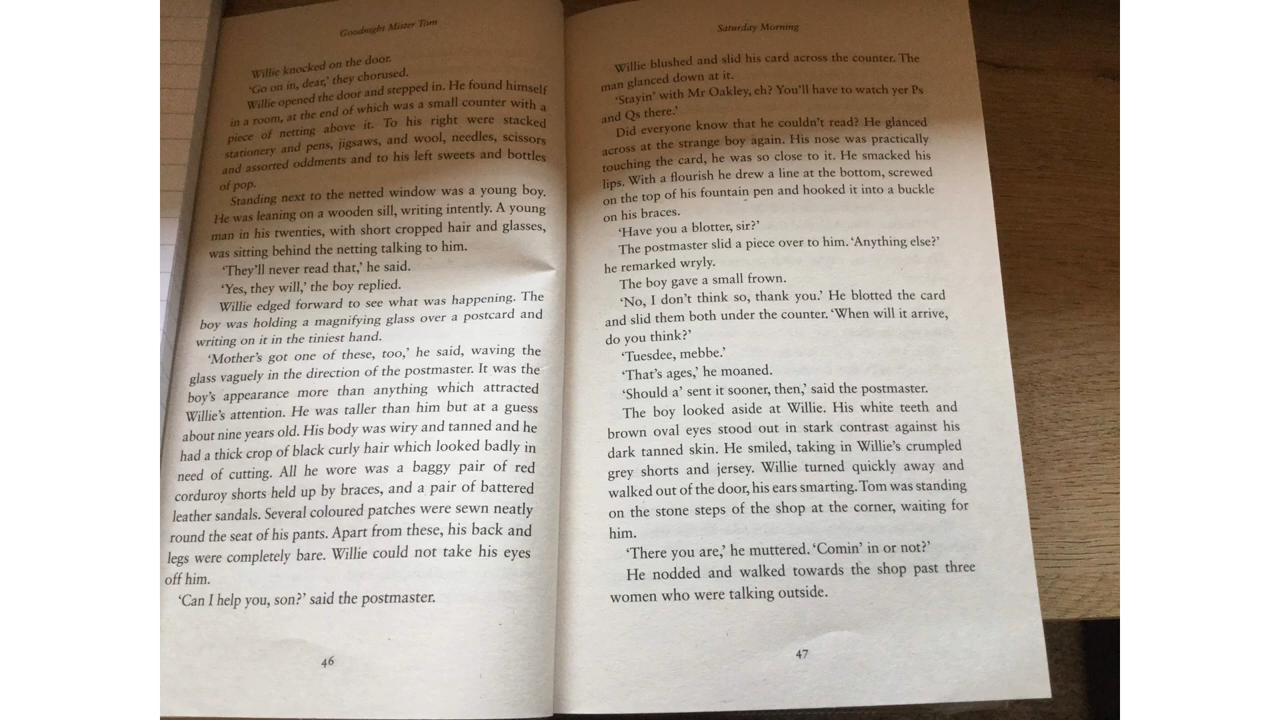 Goodnight Mister Tom
Willie knocked on the door.
‘Go on in, dear,’ they chorused.
Willie opened the door and stepped in. He found himself
in a room, at the end of which was a small counter with a
piece of netting above it. To his right were stacked
stationery and pens, jigsaws, and wool, needles, scissors
and assorted oddments and to his left sweets and bottles
of pop.
Standing next to the netted window was a young boy.
He was leaning on a wooden sill, writing intently. A young
man in his twenties, with short cropped hair and glasses,
was sitting behind the netting talking to him.
‘They’ll never read that,’ he said.
‘Yes, they will,’ the boy replied.
Willie edged forward to see what was happening. The
boy was holding a magnifying glass over a postcard and
writing on it in the tiniest hand.
‘Mother’s got one of these, too,’ he said, waving the
glass vaguely in the direction of the postmaster. It was the
boy’s appearance more than anything which attracted
Willie’s attention. He was taller than him but at a guess
about nine years old. His body was wiry and tanned and he
had a thick crop of black curly hair which looked badly in
need of cutting. All he wore was a baggy pair of red
corduroy shorts held up by braces, and a pair of battered
leather sandals. Several coloured patches were sewn neatly
round the seat of his pants. Apart from these, his back and
legs were completely bare. Willie could not take his eyes
off him.
‘Can I help you, son?’ said the postmaster.
46
Saturday Morning
Willie blushed and slid his card across the counter. The
man glanced down at it.
‘Stayin’ with Mr Oakley, eh? You’ll have to watch yer Ps
and Qs there.’
Did everyone know that he couldn’t read? He glanced
across at the strange boy again. His nose was practically
touching the card, he was so close to it. He smacked his
lips. With a flourish he drew a line at the bottom, screwed
on the top of his fountain pen and hooked it into a buckle
on his braces.
‘Have you a blotter, sir?’
The postmaster slid a piece over to him. ‘Anything else?’
he remarked wryly.
The boy gave a small frown.
‘No, I don’t think so, thank you.’ He blotted the card
and slid them both under the counter. ‘When will it arrive,
do you think?’
‘Tuesdee, mebbe.’
‘That’s ages,’ he moaned.
‘Should a’ sent it sooner, then,’ said the postmaster.
The boy looked aside at Willie. His white teeth and
brown oval eyes stood out in stark contrast against his
dark tanned skin. He smiled, taking in Willie’s crumpled
grey shorts and jersey. Willie turned quickly away and
walked out of the door, his ears smarting. Tom was standing
on the stone steps of the shop at the corner, waiting for
him.
‘There you are,’ he muttered. ‘Comin’ in or not?’
He nodded and walked towards the shop past three
women who were talking outside.
47